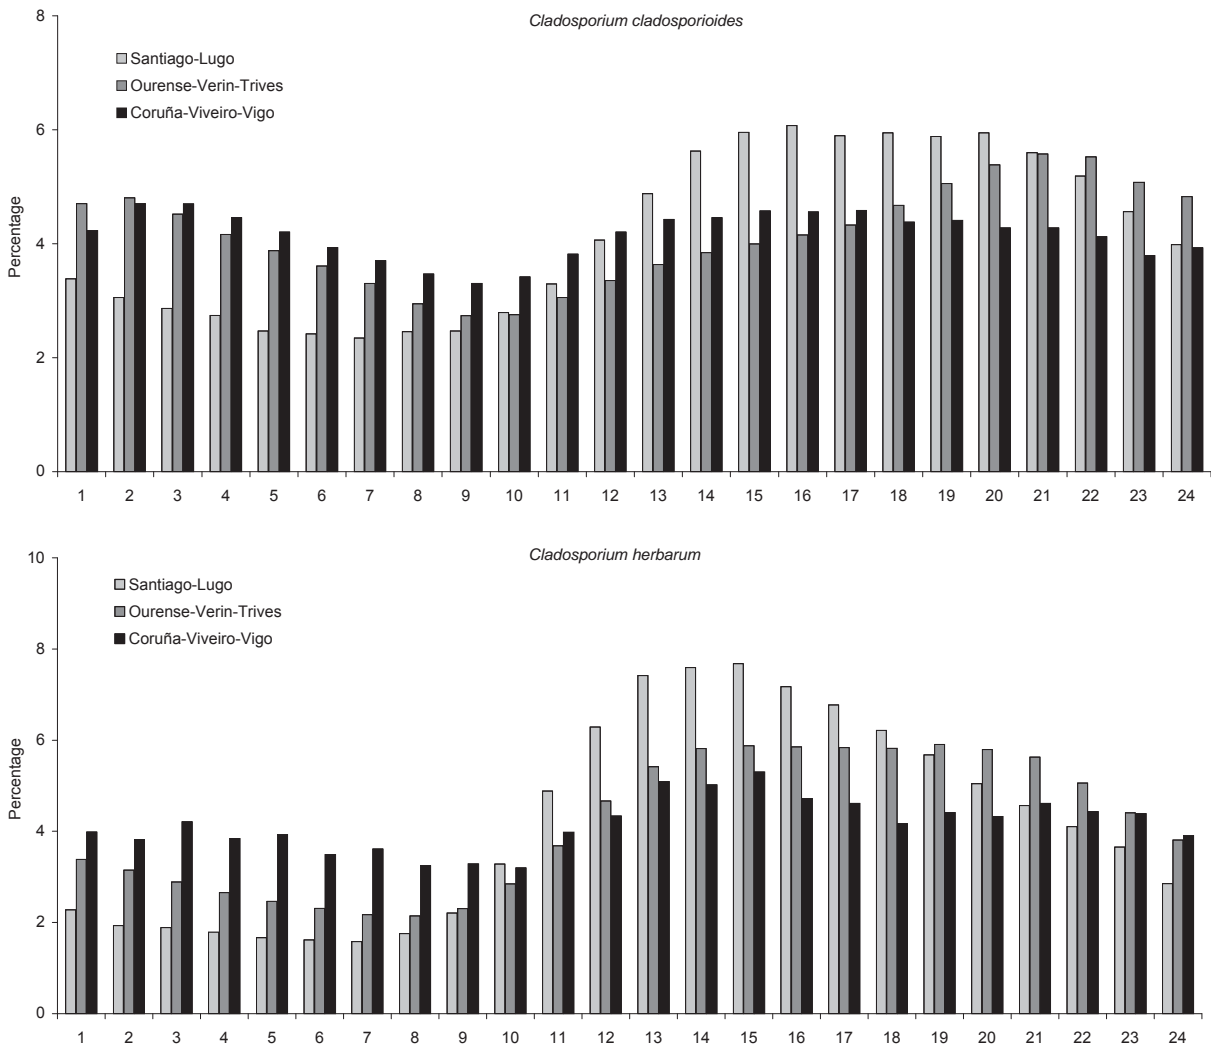 Cladosporium cladosporioides
8
6
4
2
0
Percentage
Santiago-Lugo
Ourense-Verin-Trives
Coruña-Viveiro-Vigo
1 2 3 4 5 6 7 8 9 10 11 12 13 14 15 16 17 18 19 20 21 22 23 24
Cladosporium herbarum
10
8
6
4
2
0
Percentage
Santiago-Lugo
Ourense-Verin-Trives
Coruña-Viveiro-Vigo
1 2 3 4 5 6 7 8 9 10 11 12 13 14 15 16 17 18 19 20 21 22 23 24